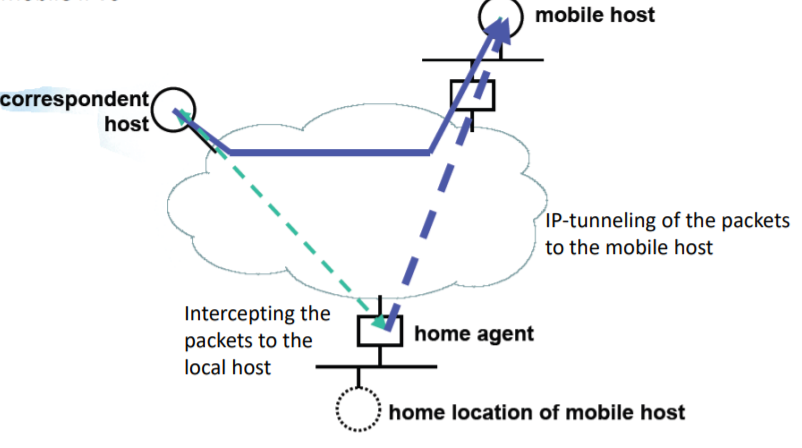 mobile host
correspondent
host
IP-tunneling of the packets
to the mobile host
Intercepting the
packets to the
local host
home agent
home location of mobile host